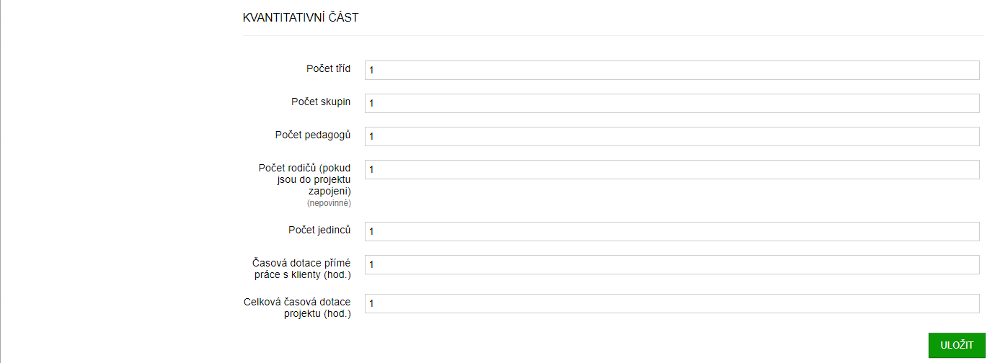 KVANTITATIVNÍ ČÁST
Počet tříd
1
Počet skupin
1
Počet pedagogů
1
Počet rodičů (pokud
jsou do projektu
zapojeni)
(nepovinné)
1
Počet jedinců
1
Časová dotace přímé
práce s klienty (hod.)
1
Celková časová dotace
projektu (hod.)
1
ULOŽIT